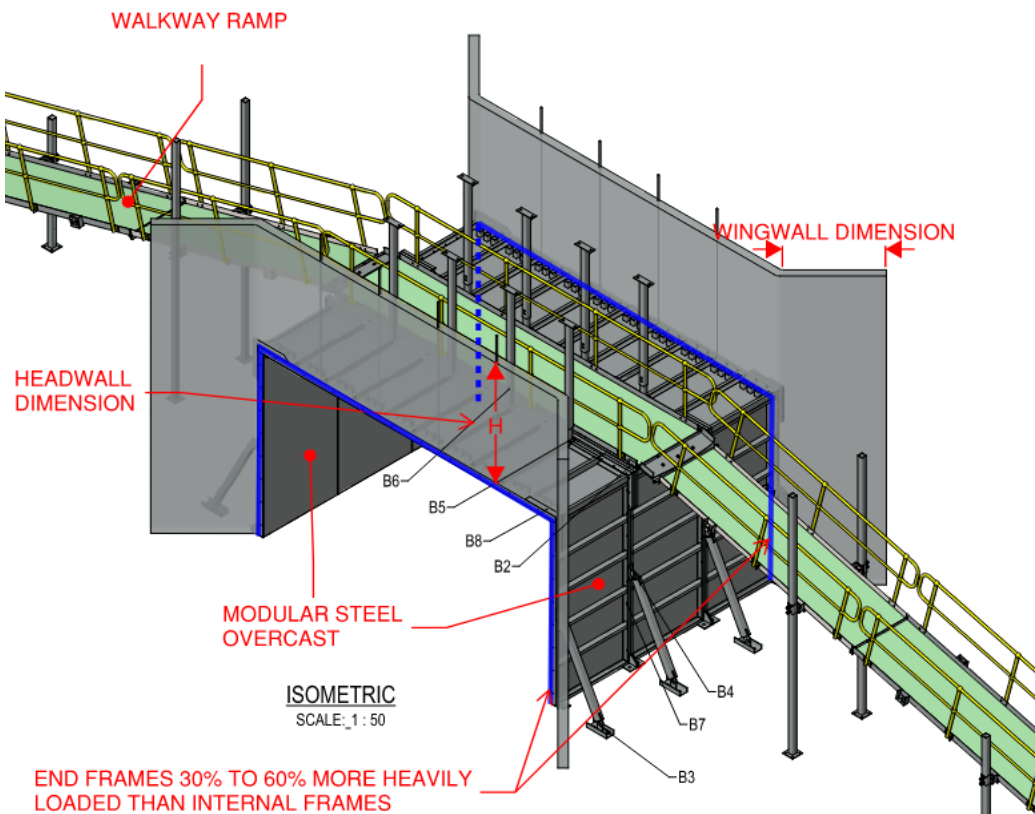 WALKWAY RAMP
WINGWALL DIMENSION
HEADWALL
DIMENSION
H
B6
B5
B8
B2
MODULAR STEEL
OVERCAST
B4
B7
B3
ISOMETRIC
SCALE:_1 : 50
END FRAMES 30% TO 60% MORE HEAVILY
LOADED THAN INTERNAL FRAMES